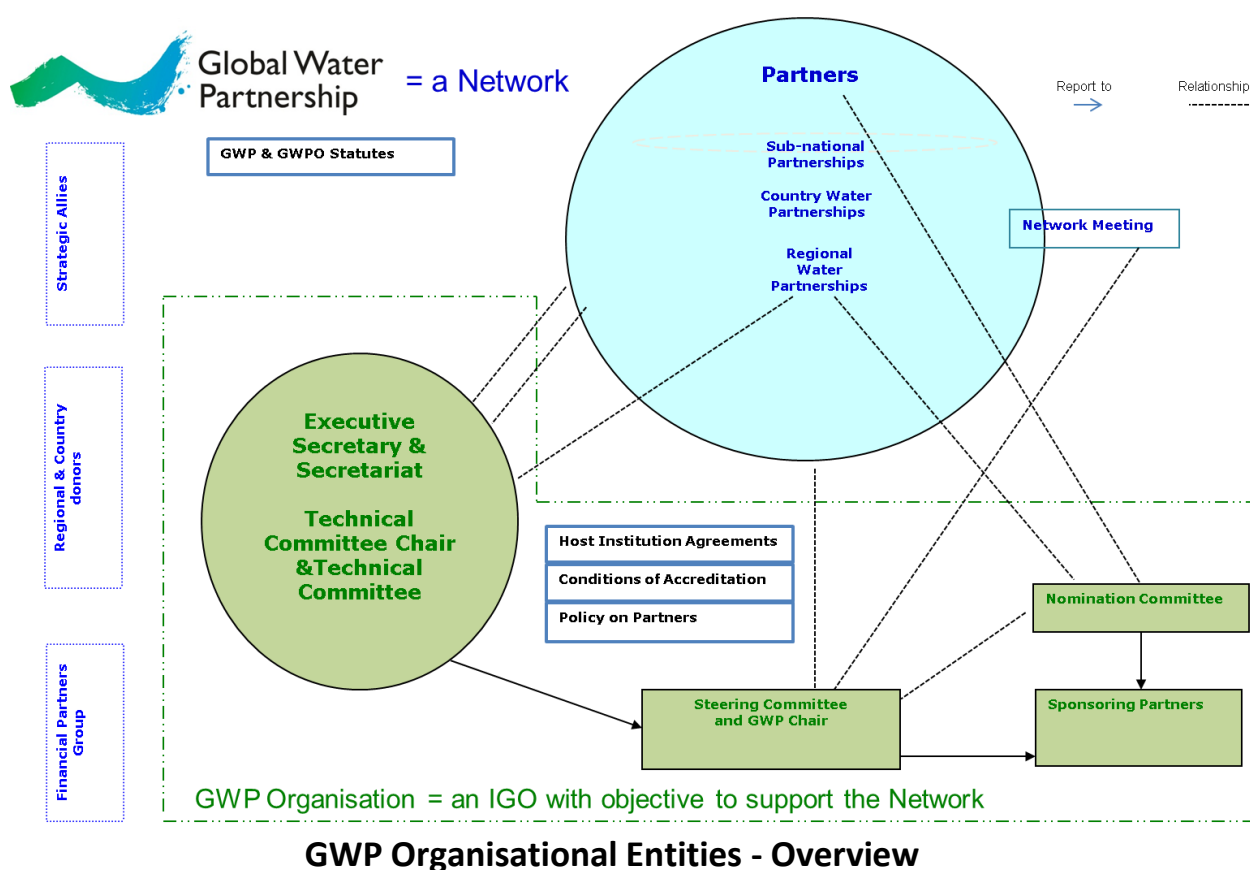 Global Water
Partnership
= a Network
Partners
Report to
Relationship
GWP & GWPO Statutes
Sub-national
Partnerships
Country Water
Partnerships
Regional
Water
Partnerships
Network Meeting
Strategic Allies
Regional & Country
donors
Financial Partners
Group
Executive
Secretary &
Secretariat
Technical
Committee Chair
&Technical
Committee
Host Institution Agreements
Conditions of Accreditation
Policy on Partners
Nomination Committee
Steering Committee
and GWP Chair
Sponsoring Partners
GWP Organisation = an IGO with objective to support the Network
GWP Organisational Entities - Overview